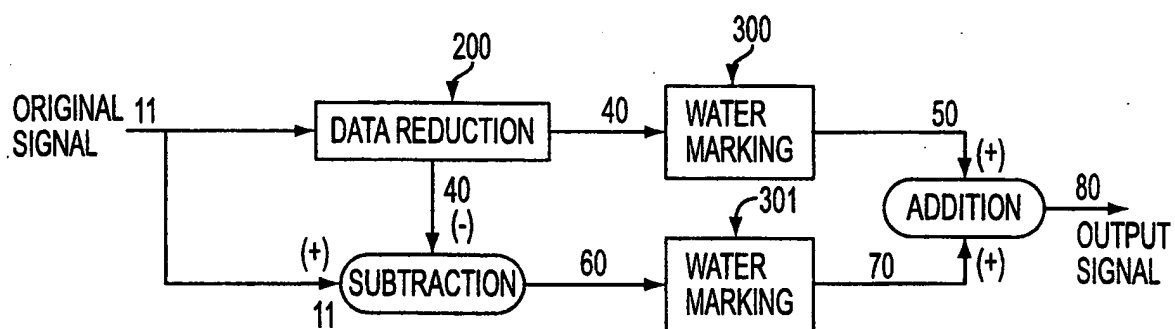 200
300
ORIGINAL
SIGNAL
11
DATA REDUCTION
40
WATER
MARKING
50
(+)
40
(-)
301
ADDITION
80
OUTPUT
SIGNAL
(+)
11
SUBTRACTION
60
WATER
MARKING
70
(+)